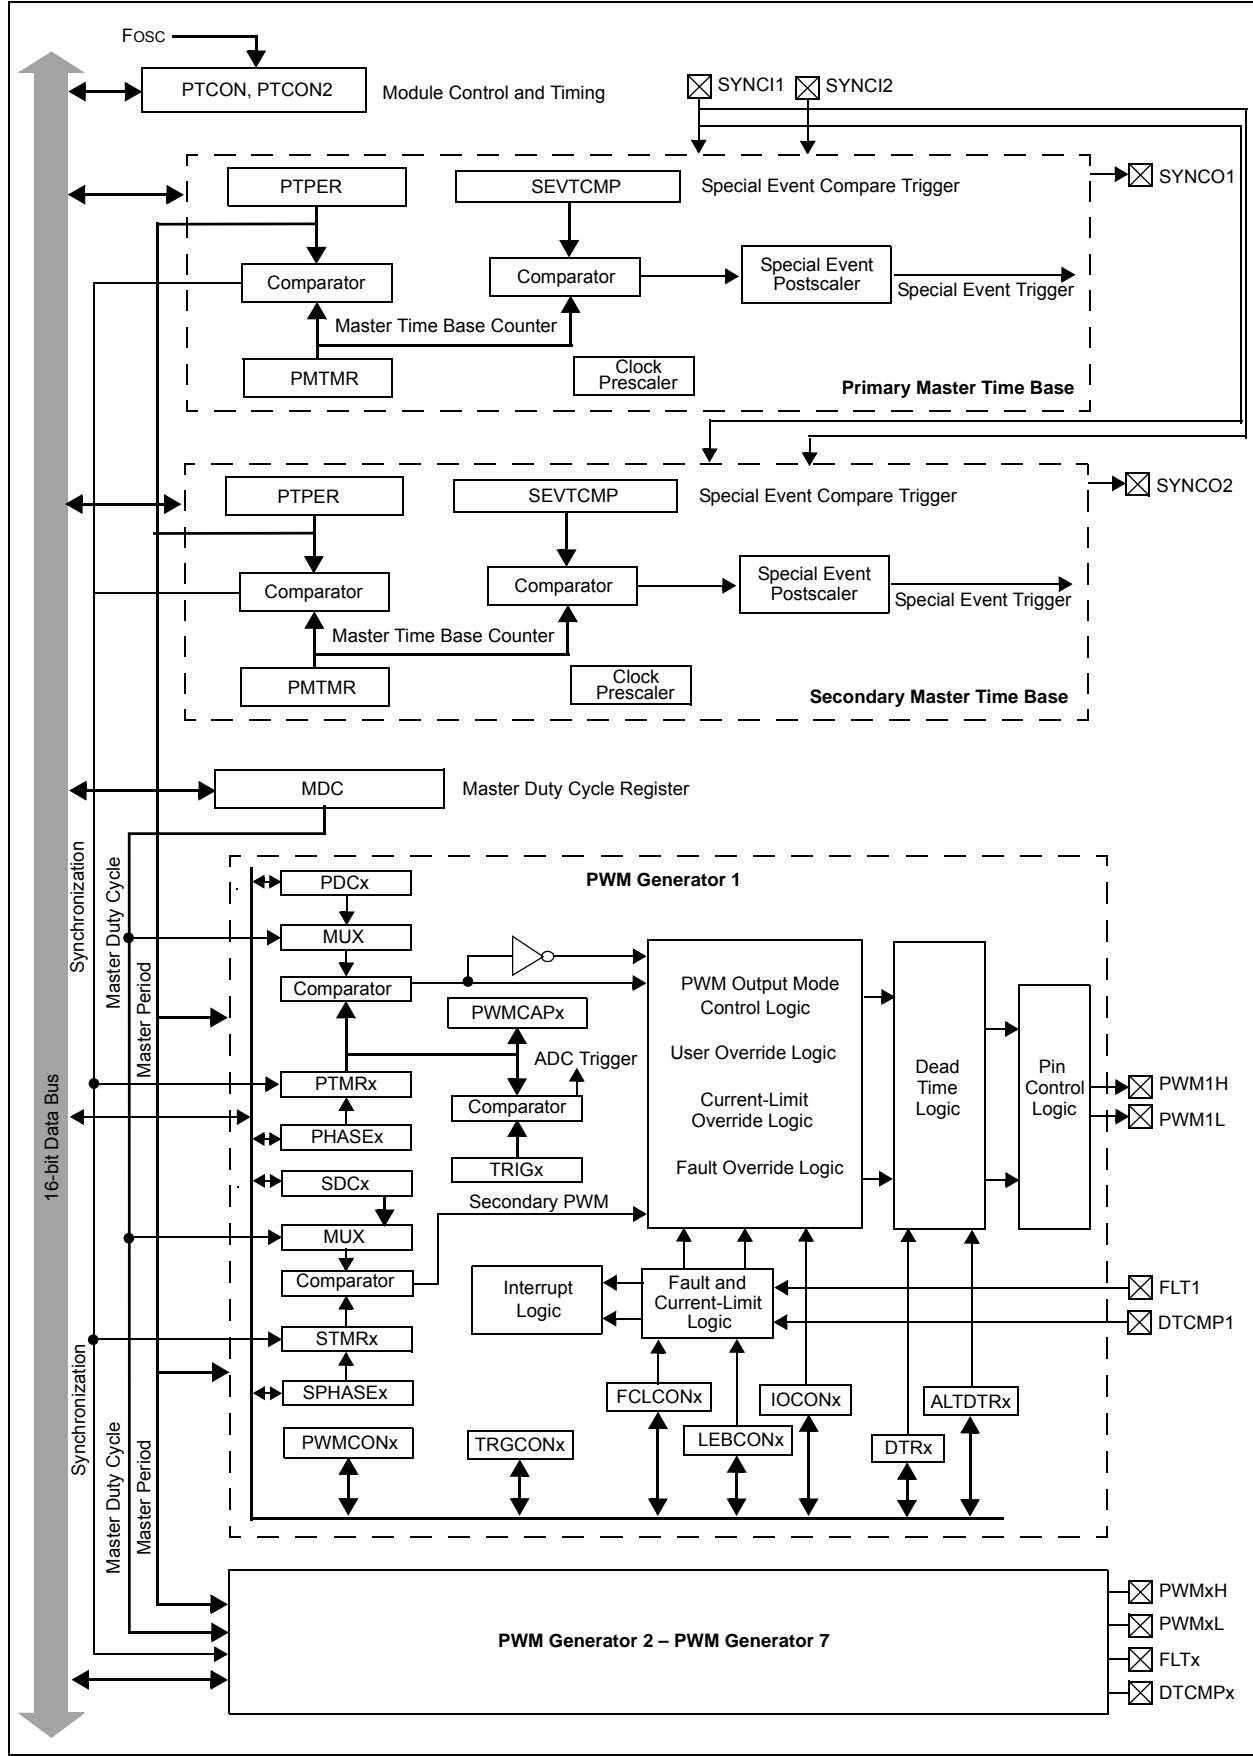 FOSC
PTCON, PTCON2
Module Control and Timing
SYNCI1
SYNCI2
PTPER
SEVTCMP
Special Event Compare Trigger
SYNCO1
Comparator
Comparator
Special Event
Postscaler
Special Event Trigger
Master Time Base Counter
PMTMR
Clock
Prescaler
Primary Master Time Base
PTPER
SEVTCMP
Special Event Compare Trigger
SYNCO2
Comparator
Comparator
Special Event
Postscaler
Special Event Trigger
Master Time Base Counter
PMTMR
Clock
Prescaler
Secondary Master Time Base
MDC
Master Duty Cycle Register
16-bit Data Bus
Synchronization
Master Duty Cycle
Master Period
PWM Generator 1
PDCx
MUX
Comparator
PWMCAPx
ADC Trigger
PTMRx
Comparator
PHASEx
TRIGx
SDCx
Secondary PWM
MUX
Comparator
STMRx
SPHASEx
PWMCONx
TRGCONx
PWM Output Mode
Control Logic
User Override Logic
Current-Limit
Override Logic
Fault Override Logic
Dead
Time
Logic
Pin
Control
Logic
PWM1H
PWM1L
Interrupt
Logic
Fault and
Current-Limit
Logic
FLT1
DTCMP1
FCLCONx
IOCONx
ALTDTRx
LEBCONx
DTRx
Synchronization
Master Duty Cycle
Master Period
PWM Generator 2 – PWM Generator 7
PWMxH
PWMxL
FLTx
DTCMPx